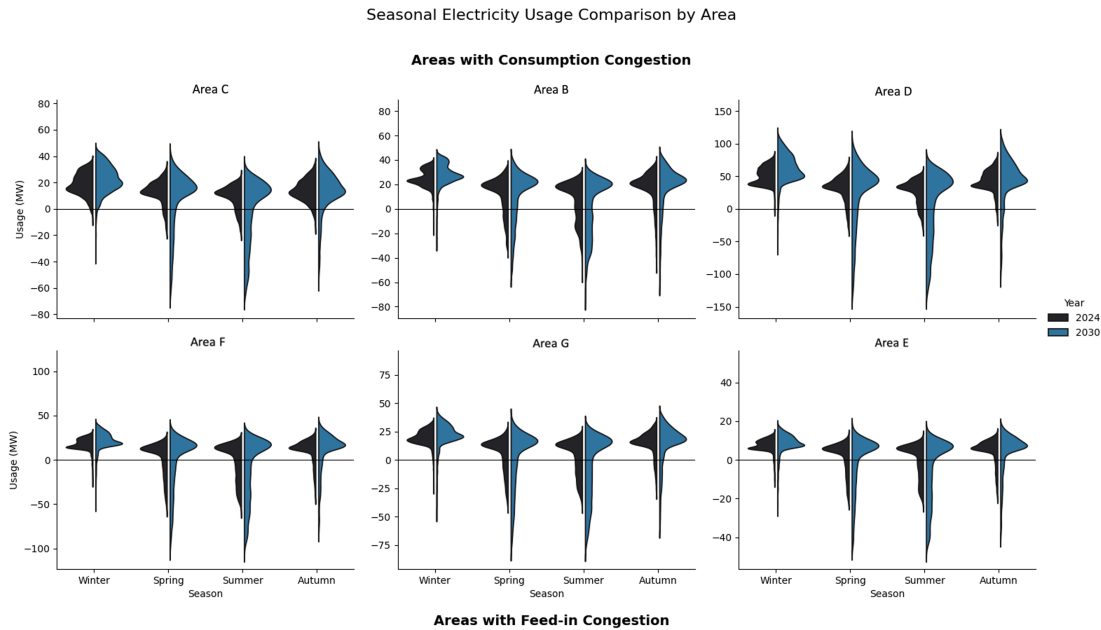 Seasonal Electricity Usage Comparison by Area
Areas with Consumption Congestion
Area C
Area B
Area D
80
60
40
20
0
−20
−40
−60
−80
Usage (MW)
80
60
40
20
0
−20
−40
−60
−80
150
100
50
0
−50
−100
−150
Year
2024
2030
Area F
Area G
Area E
100
50
0
−50
−100
Usage (MW)
75
50
25
0
−25
−50
−75
40
20
0
−20
−40
Winter Spring Summer Autumn
Season
Winter Spring Summer Autumn
Season
Winter Spring Summer Autumn
Season
Areas with Feed-in Congestion